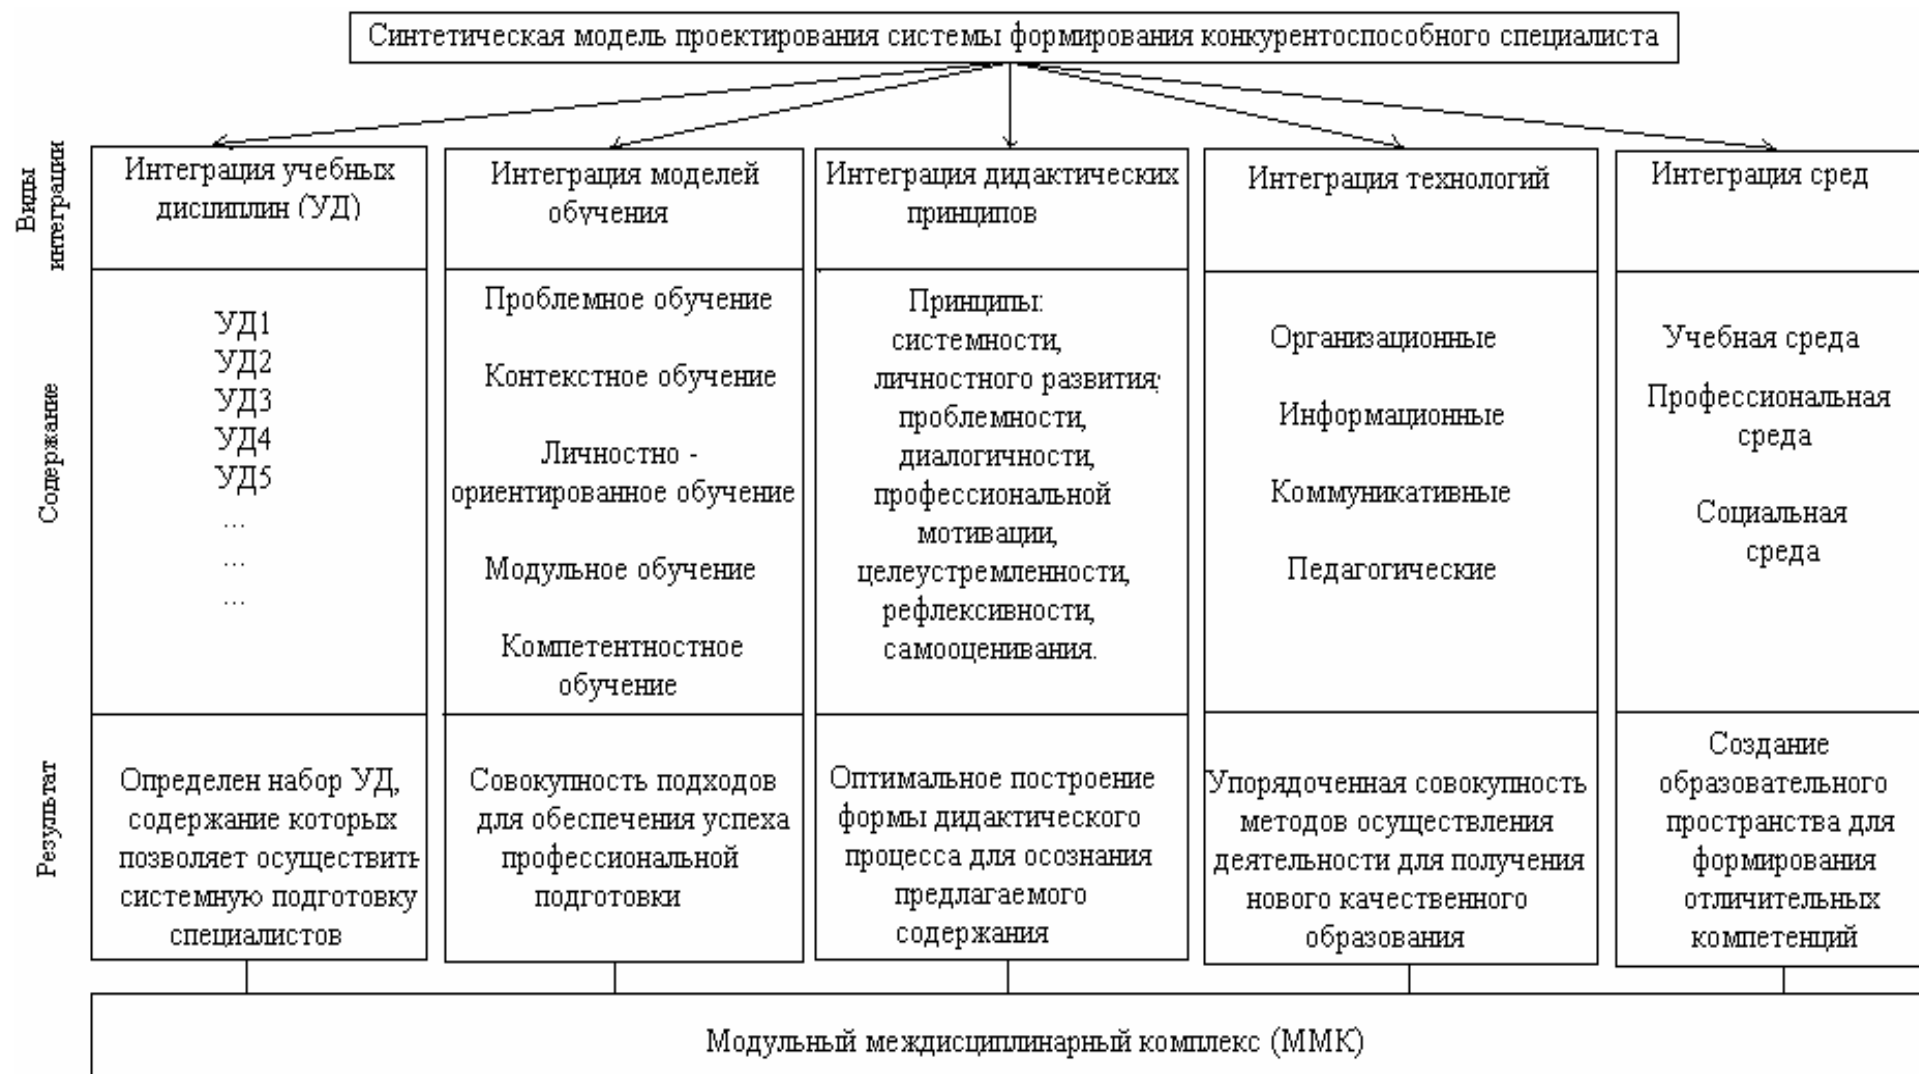 Синтетическая модель проектирования системы формирования конкурентоспособного специалиста
Виды
интеграции
Интеграция учебных
дисциплин (УД)
Интеграция моделей
обучения
Интеграция дидактических
принципов
Интеграция технологий
Интеграция сред
Содержание
УД1
УД2
УД3
УД4
УД5
...
...
...
Проблемное обучение
Контекстное обучение
Личностно -
ориентированное обучение
Модульное обучение
Компетентностное
обучение
Принципы:
системности,
личностного развития,
проблемности,
диалогичности,
профессиональной
мотивации,
целеустремленности,
рефлексивности,
самооценивания.
Организационные
Информационные
Коммуникативные
Педагогические
Учебная среда
Профессиональная
среда
Социальная
среда
Результат
Определен набор УД,
содержание которых
позволяет осуществить
системную подготовку
специалистов
Совокупность подходов
для обеспечения успеха
профессиональной
подготовки
Оптимальное построение
формы дидактического
процесса для осознания
предлагаемого
содержания
Упорядоченная совокупность
методов осуществления
деятельности для получения
нового качественного
образования
Создание
образовательного
пространства для
формирования
отличительных
компетенций
Модульный междисциплинарный комплекс (ММК)